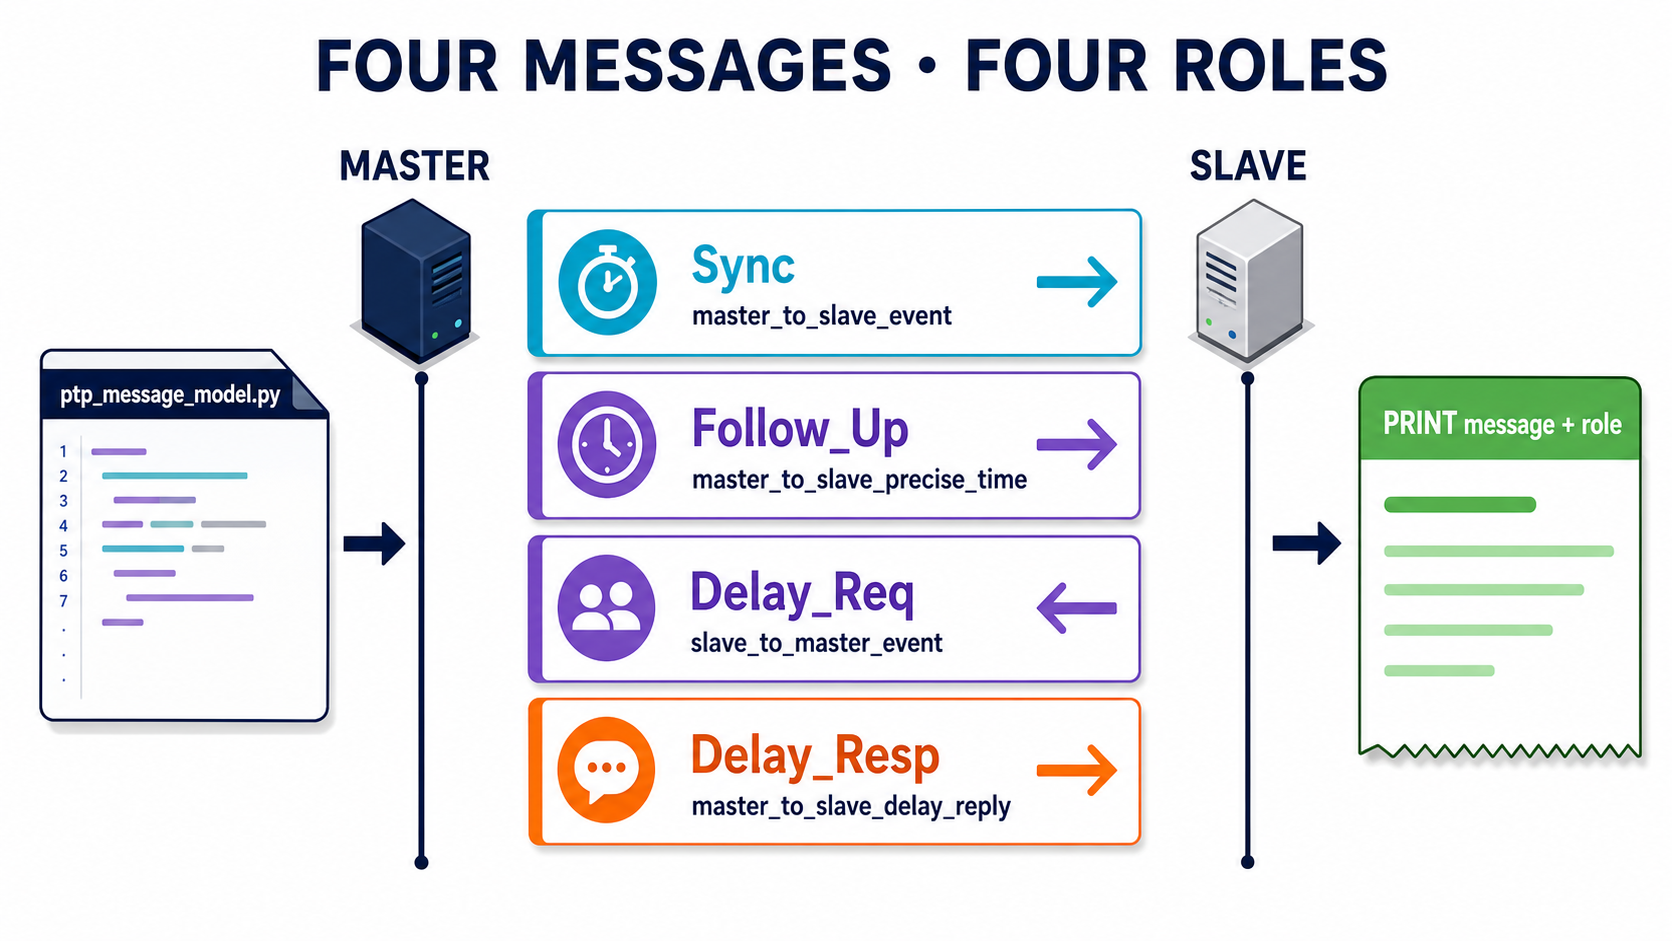 FOUR MESSAGES • FOUR ROLES
MASTER
SLAVE
Sync
master_to_slave_event
Follow_Up
master_to_slave_precise_time
Delay_Req
slave_to_master_event
Delay_Resp
master_to_slave_delay_reply
ptp_message_model.py
1
2
3
4
5
6
7
.
.
.
PRINT message + role